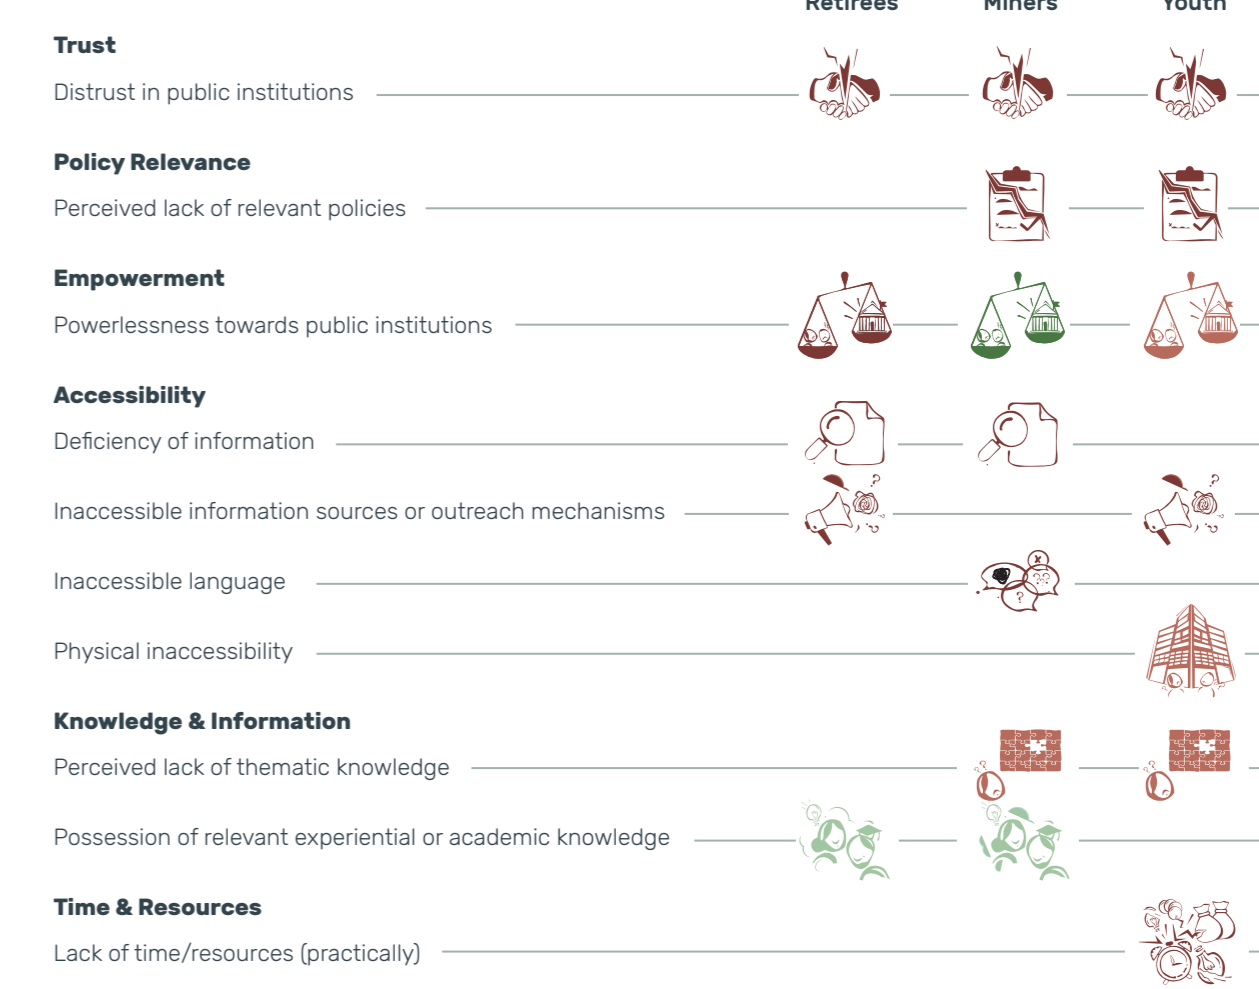 Retirees Miners Youth
Trust
Distrust in public institutions
Policy Relevance
Perceived lack of relevant policies
Empowerment
Powerlessness towards public institutions
Accessibility
Deficiency of information
Inaccessible information sources or outreach mechanisms
Inaccessible language
Physical inaccessibility
Knowledge & Information
Perceived lack of thematic knowledge
Possession of relevant experiential or academic knowledge
Time & Resources
Lack of time/resources (practically)